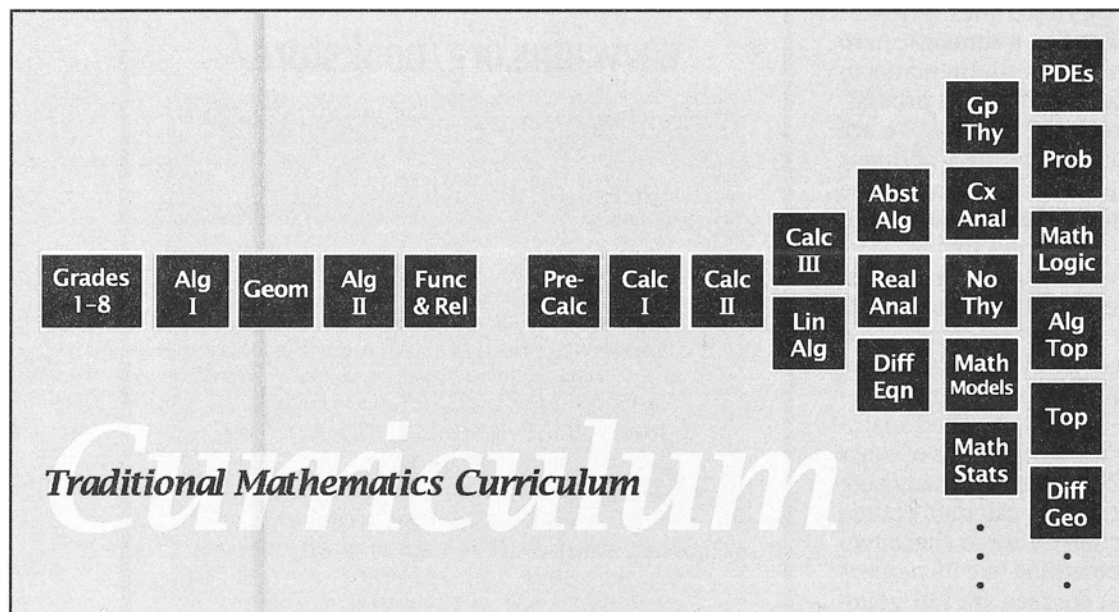 Grades
1–8
Alg
I
Geom
Alg
II
Func
& Rel
Pre-
Calc
Calc
I
Calc
II
Calc
III
Lin
Alg
Abst
Alg
Real
Anal
Diff
Eqn
Gp
Thy
Cx
Anal
No
Thy
Math
Models
Math
Stats
PDEs
Prob
Math
Logic
Alg
Top
Top
Diff
Geo
Curriculum
Traditional Mathematics Curriculum